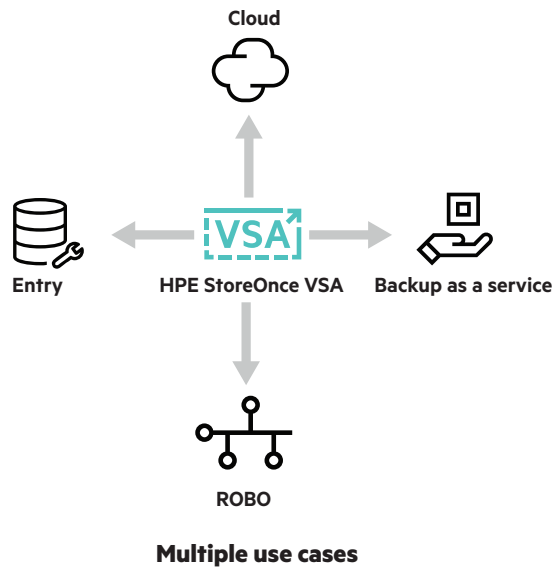 Cloud
VSA
Entry
HPE StoreOnce VSA
Backup as a service
ROBO
Multiple use cases